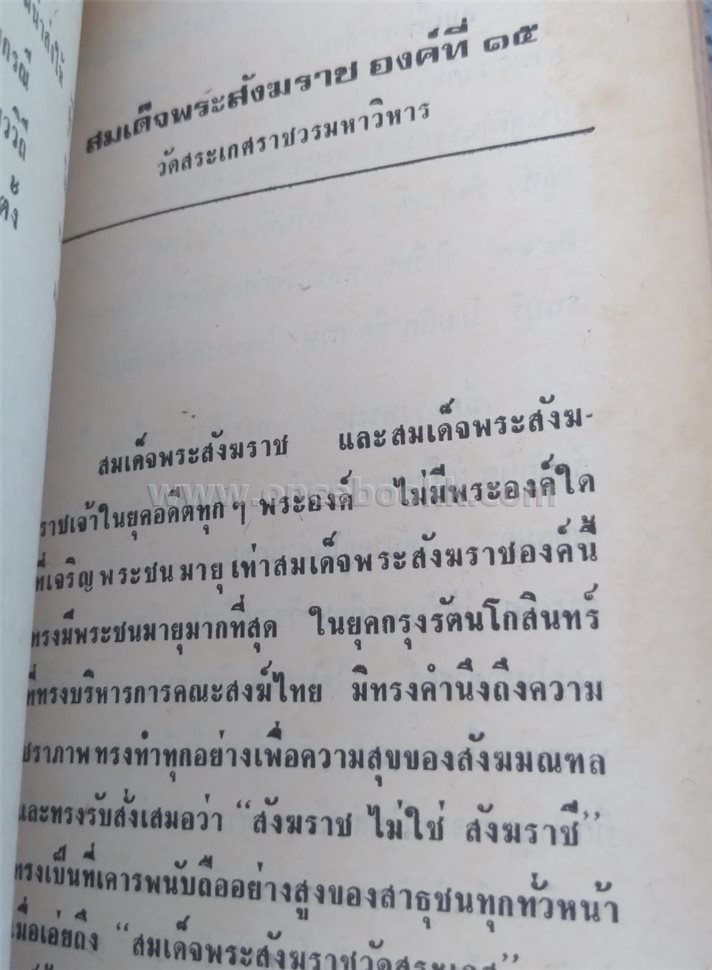 สมเด็จพระสังฆราช องค์ที่ ๑๕
วัดสระเกศราชวรมหาวิหาร
สมเด็จพระสังฆราช และสมเด็จพระสังฆ-
ราชเจ้าในยุคอดีตทุกๆ พระองค์ ไม่มีพระองค์ใด
ที่เจริญพระชนมายุเท่าสมเด็จพระสังฆราชองค์นี้
ทรงมีพระชนมายุมากที่สุด ในยุคกรุงรัตนโกสินทร์
ที่ทรงบริหารการคณะสงฆ์ไทย มิทรงคำนึงถึงความ
ชราภาพทรงทำทุกอย่างเพื่อความสุขของสังฆมณฑล
และทรงรับสั่งเสมอว่า “สังฆราช ไม่ใช่ สังฆราชี”
ทรงเป็นที่เคารพนับถืออย่างสูงของสาธุชนทุกทั่วหน้า
เมื่อเอ่ยถึง “สมเด็จพระสังฆราชวัดสระเกศ”